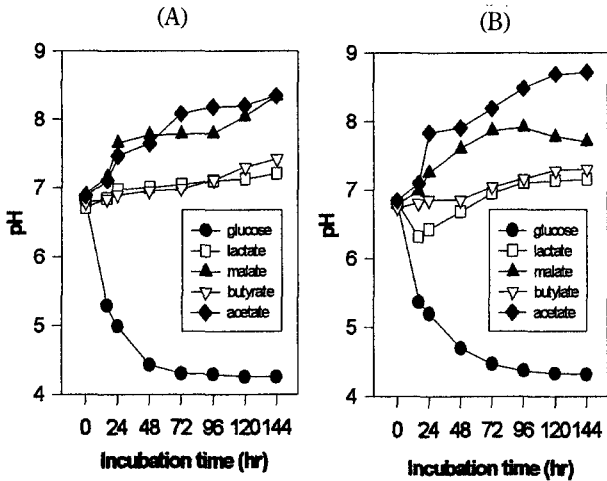 (A)
9
8
7
6
5
4
pH
glucose
lactate
malate
butyrate
acetate
0 24 48 72 96 120 144
Incubation time (hr)
(B)
9
8
7
6
5
4
pH
glucose
lactate
malate
butylate
acetate
0 24 48 72 96 120 144
Incubation time (hr)